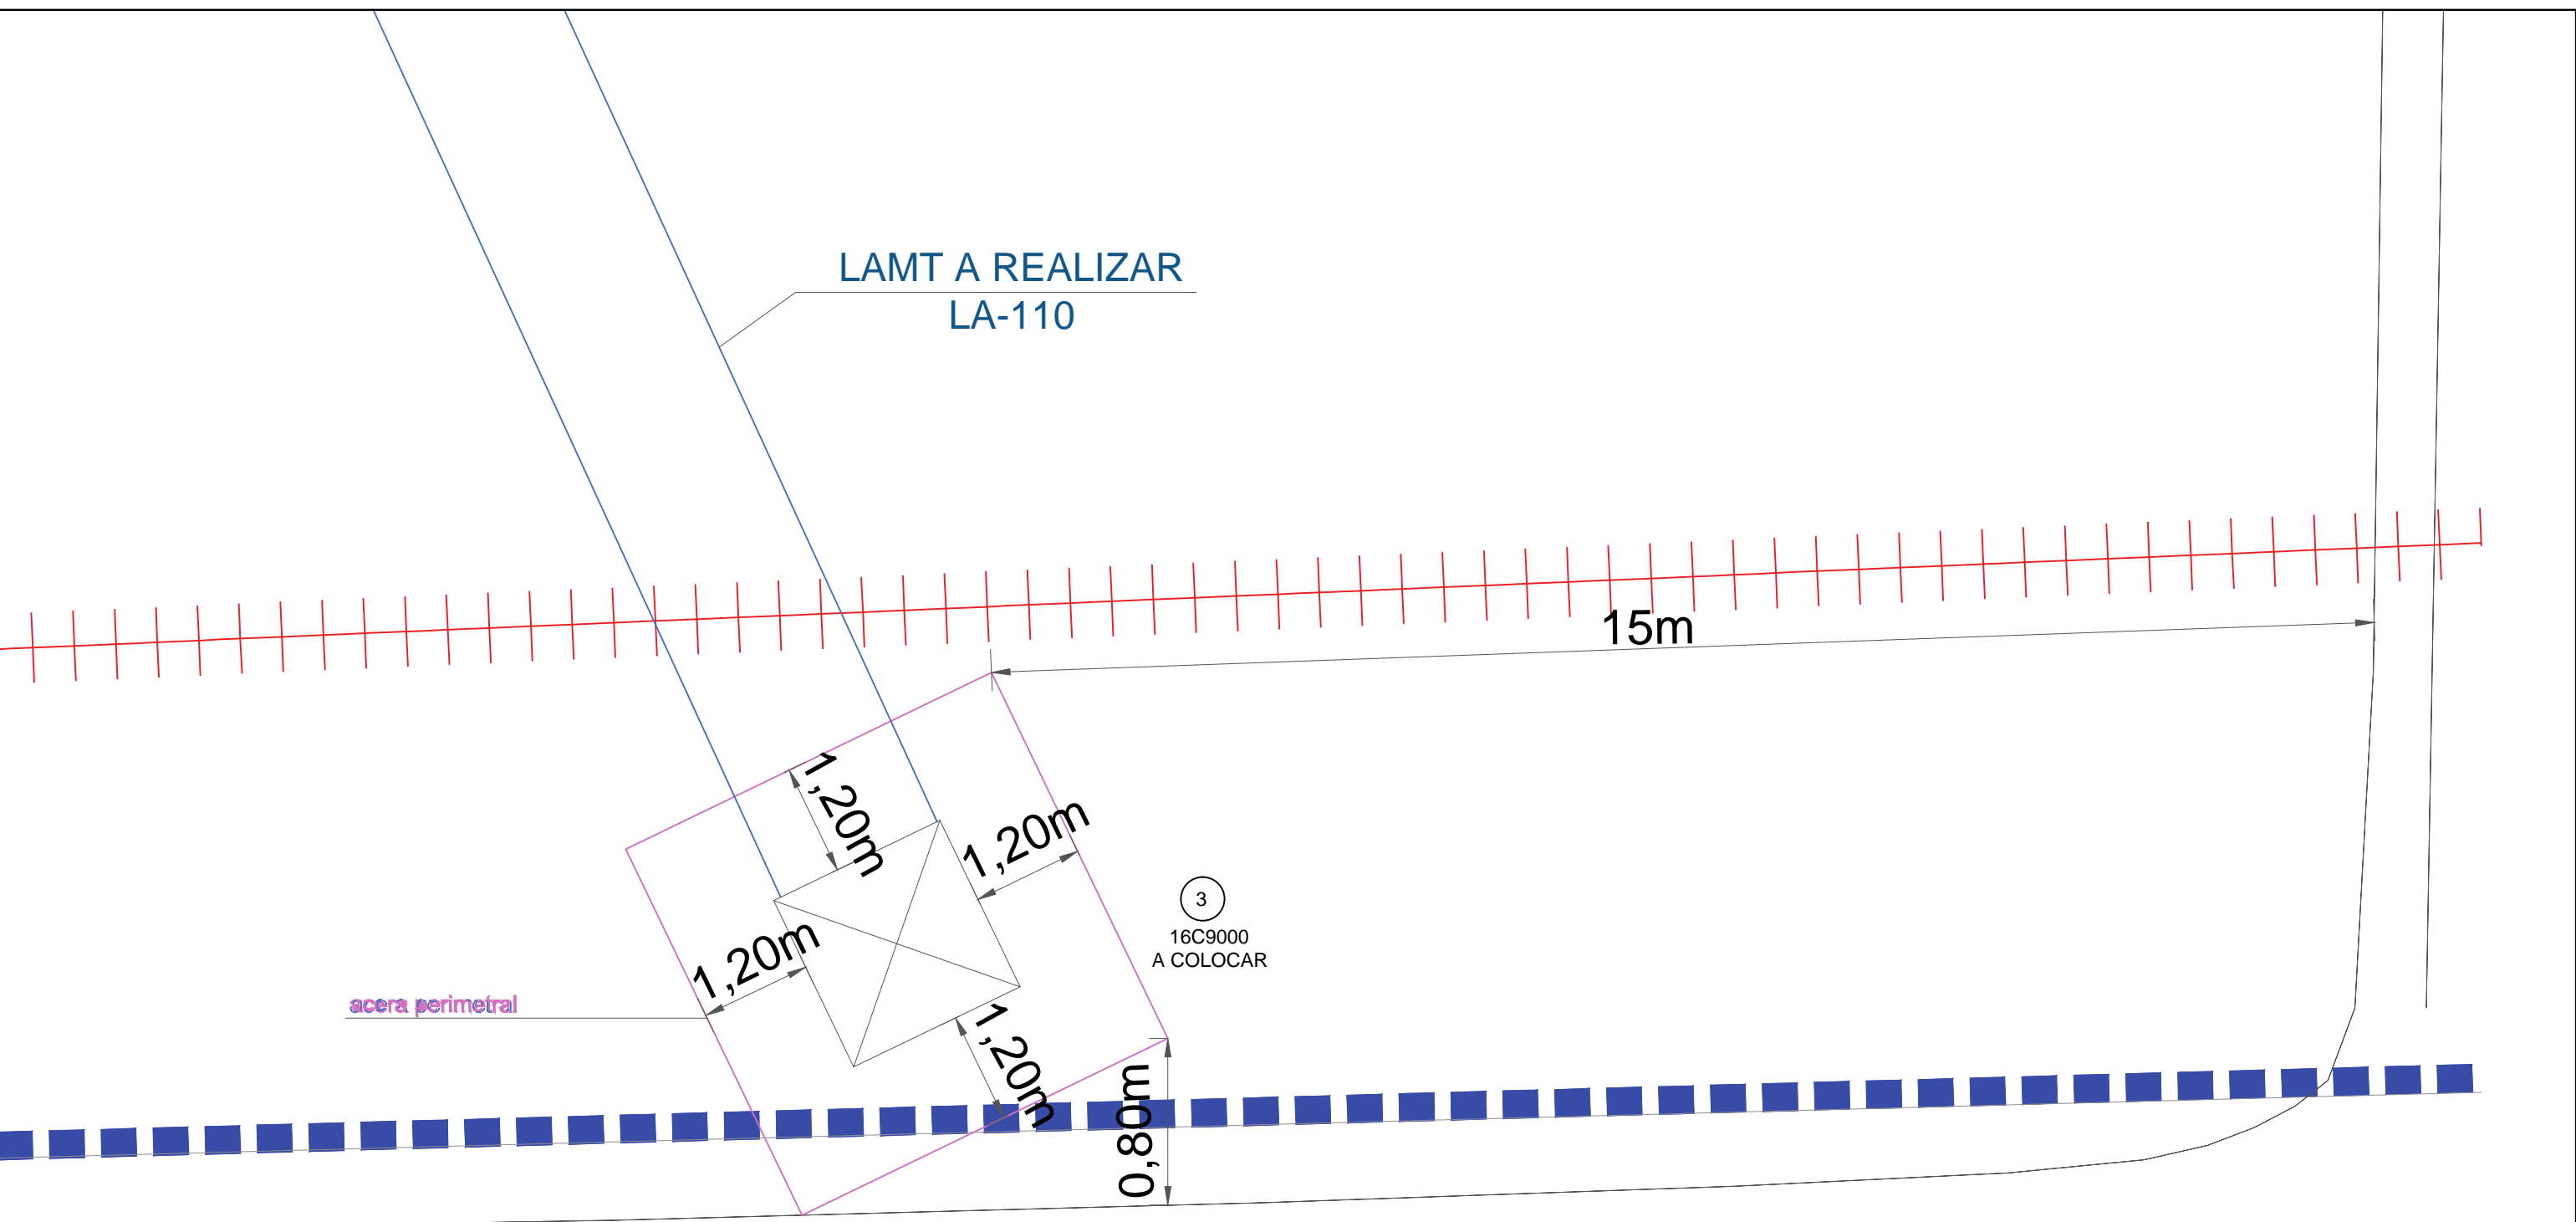 LAMT A REALIZAR
LA-110
15m
1,20m
1,20m
3
16C9000
A COLOCAR
1,20m
acera perimetral
1,20m
0,80m